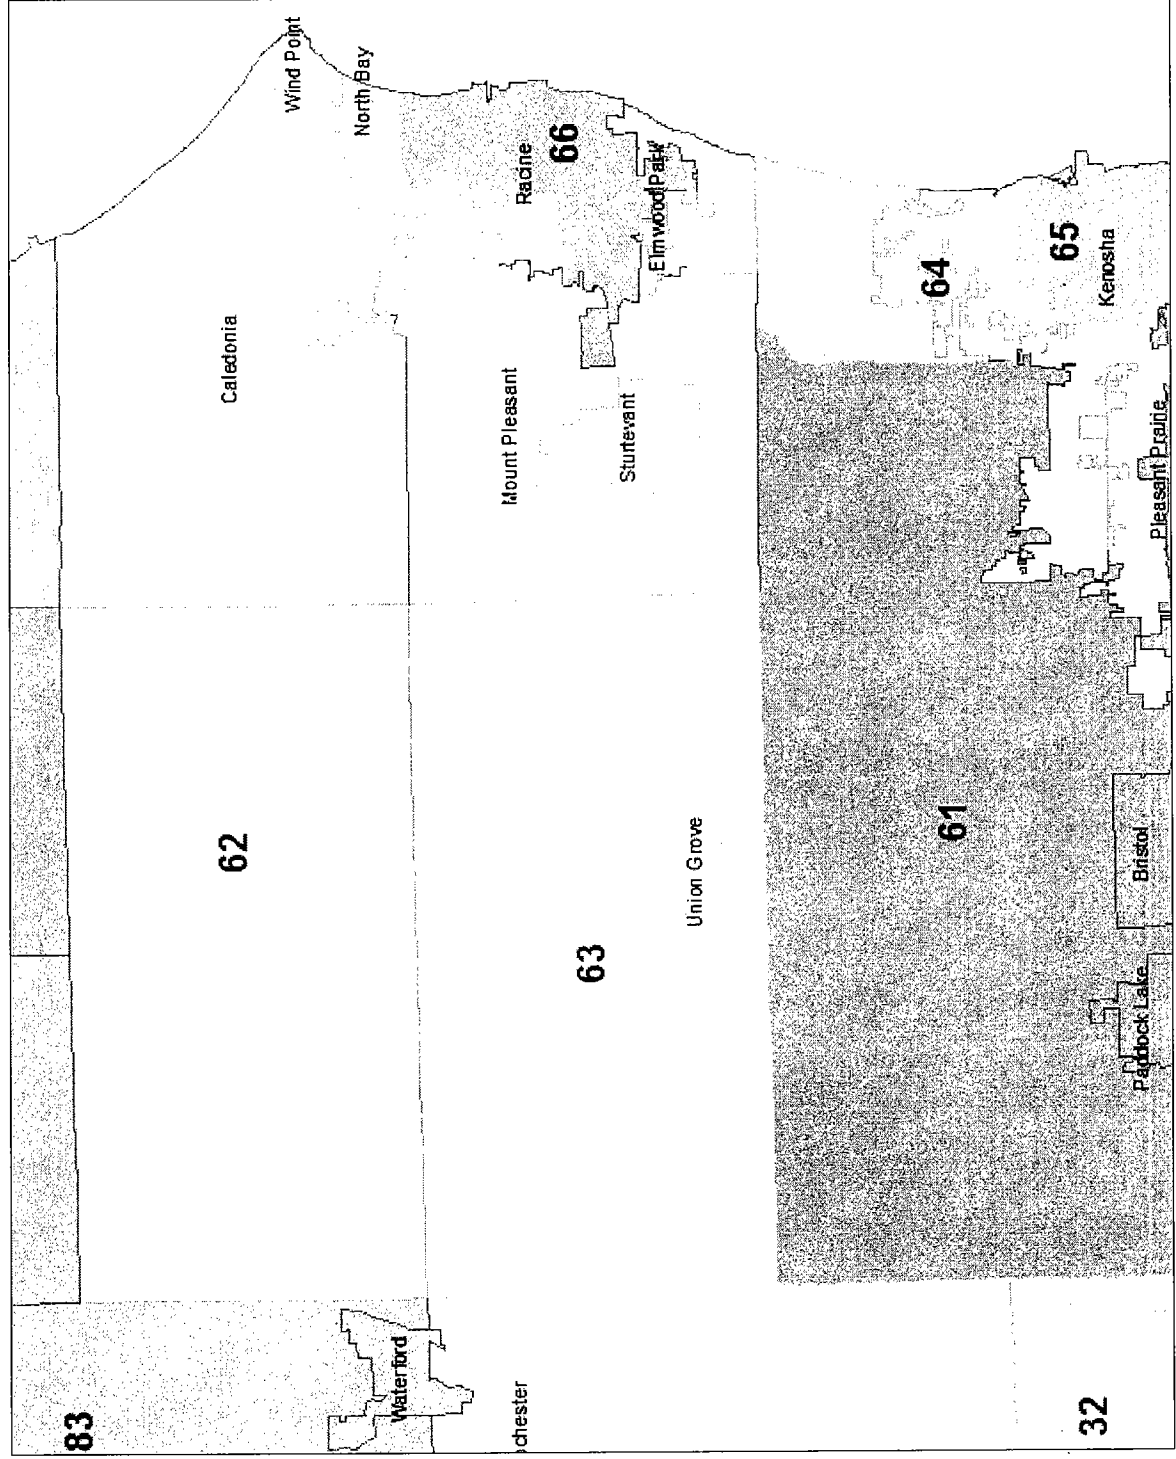 83
62
Caledonia
Wind Point
North Bay
Waterford
Mount Pleasant
ochester
Racine
66
63
Sturtevant
Elmwood Park
Union Grove
64
61
65
32
Kenosha
Paddock Lake
Bristol
Pleasant Prairie